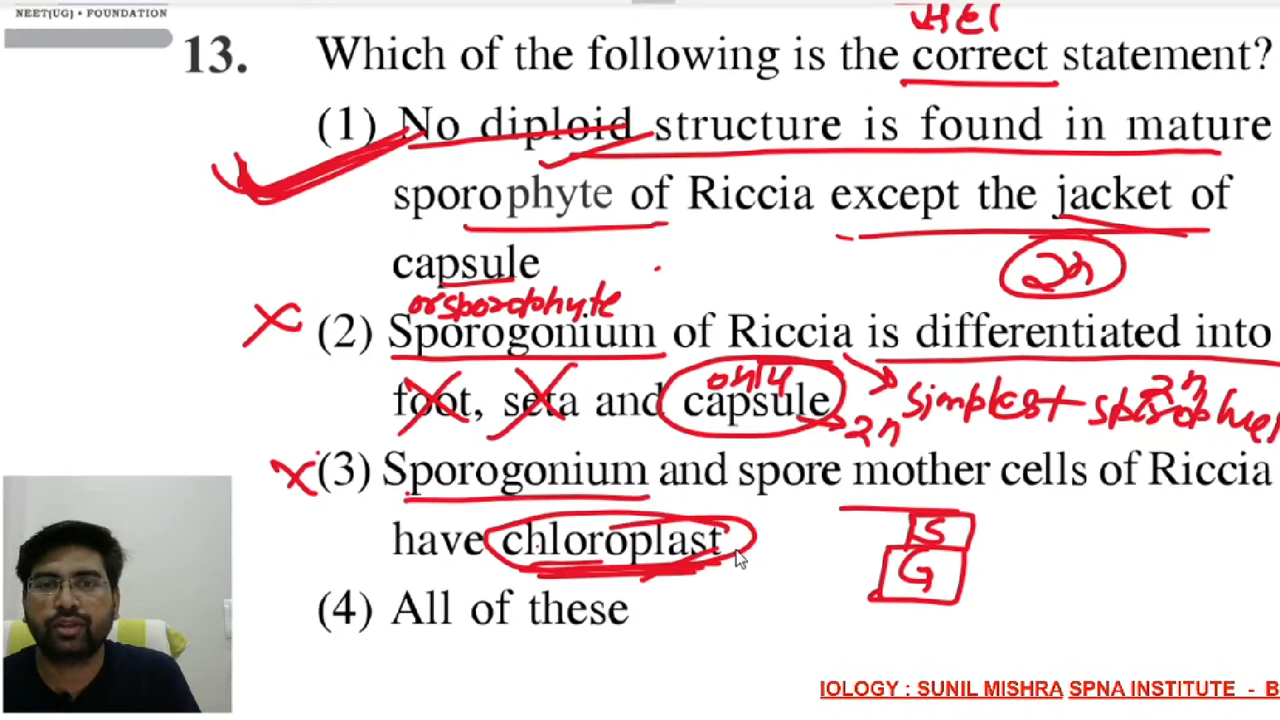 NEET(UG) • FOUNDATION
13. Which of the following is the correct statement?
(1) No diploid structure is found in mature
sporophyte of Riccia except the jacket of
capsule
2n
or sporophyte
(2) Sporogonium of Riccia is differentiated into
only
foot, seta and capsule
2n
simplest
2n
(3) Sporogonium and spore mother cells of Riccia
have chloroplast
S
G
(4) All of these
IOLOGY : SUNIL MISHRA SPNA INSTITUTE - B